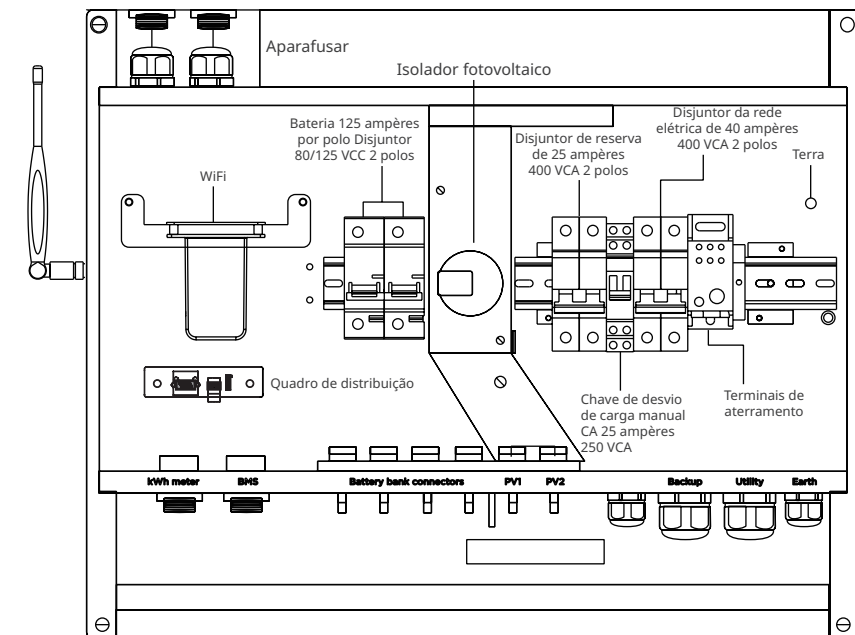 Aparafusar
Isolador fotovoltaico
Bateria 125 ampères
por polo Disjuntor
80/125 VCC 2 polos
Disjuntor de reserva
de 25 ampères
400 VCA 2 polos
Disjuntor da rede
elétrica de 40 ampères
400 VCA 2 polos
Terra
WiFi
Quadro de distribuição
Chave de desvio
de carga manual
CA 25 ampères
250 VCA
Terminais de
aterramento
kWh meter
BMS
Battery bank connectors
PV1
PV2
Backup
Utility
Earth